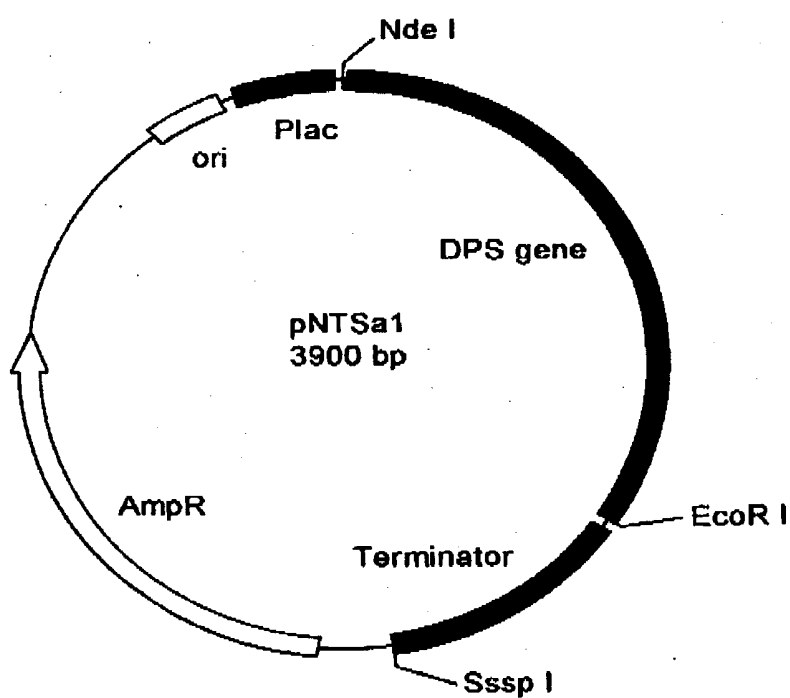 Nde I
Plac
ori
DPS gene
pNTSa1
3900 bp
AmpR
EcoR I
Terminator
Sssp I